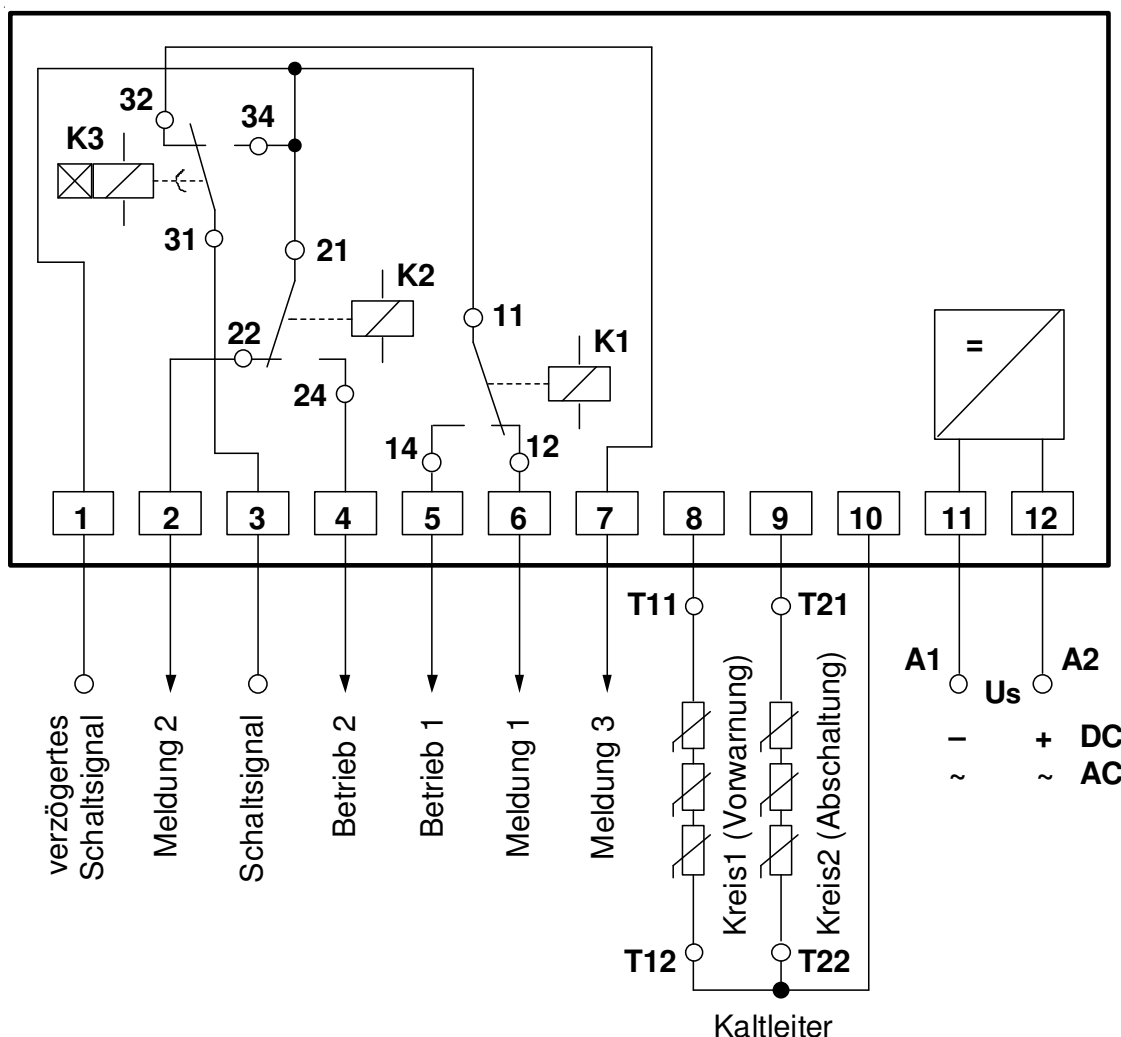 32
34
K3
31
21
K2
22
11
24
K1
=
14
12
1
2
3
4
5
6
7
8
9
10
11
12
T11
T21
A1
A2
Us
– + DC
~ ~ AC
verzögertes
Schaltsignal
Meldung 2
Schaltsignal
Betrieb 2
Betrieb 1
Meldung 1
Meldung 3
Kreis1 (Vorwarnung)
Kreis2 (Abschaltung)
T12
T22
Kaltleiter